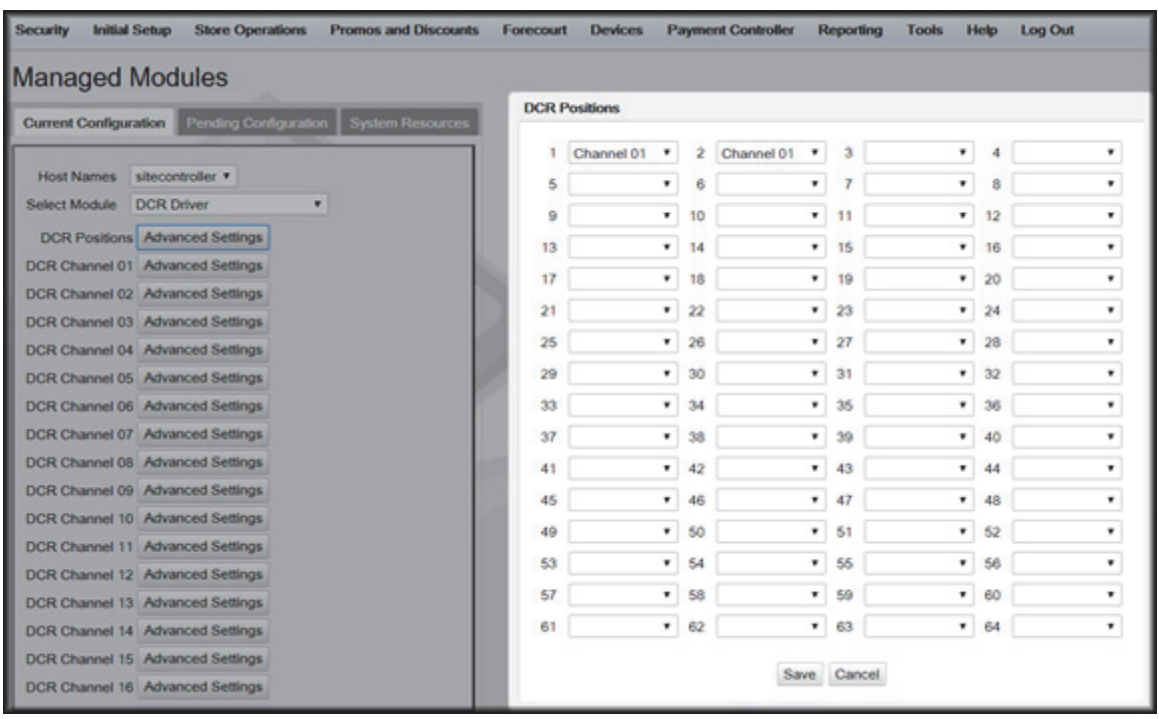 Security Initial Setup Store Operations Promos and Discounts Forecourt Devices Payment Controller Reporting Tools Help Log Out
Managed Modules
Current Configuration Pending Configuration System Resources
Host Names sitecontroller
Select Module DCR Driver
DCR Positions Advanced Settings
DCR Channel 01 Advanced Settings
DCR Channel 02 Advanced Settings
DCR Channel 03 Advanced Settings
DCR Channel 04 Advanced Settings
DCR Channel 05 Advanced Settings
DCR Channel 06 Advanced Settings
DCR Channel 07 Advanced Settings
DCR Channel 08 Advanced Settings
DCR Channel 09 Advanced Settings
DCR Channel 10 Advanced Settings
DCR Channel 11 Advanced Settings
DCR Channel 12 Advanced Settings
DCR Channel 13 Advanced Settings
DCR Channel 14 Advanced Settings
DCR Channel 15 Advanced Settings
DCR Channel 16 Advanced Settings
DCR Positions
1 Channel 01 2 Channel 01 3 4
5 6 7 8
9 10 11 12
13 14 15 16
17 18 19 20
21 22 23 24
25 26 27 28
29 30 31 32
33 34 35 36
37 38 39 40
41 42 43 44
45 46 47 48
49 50 51 52
53 54 55 56
57 58 59 60
61 62 63 64
Save Cancel